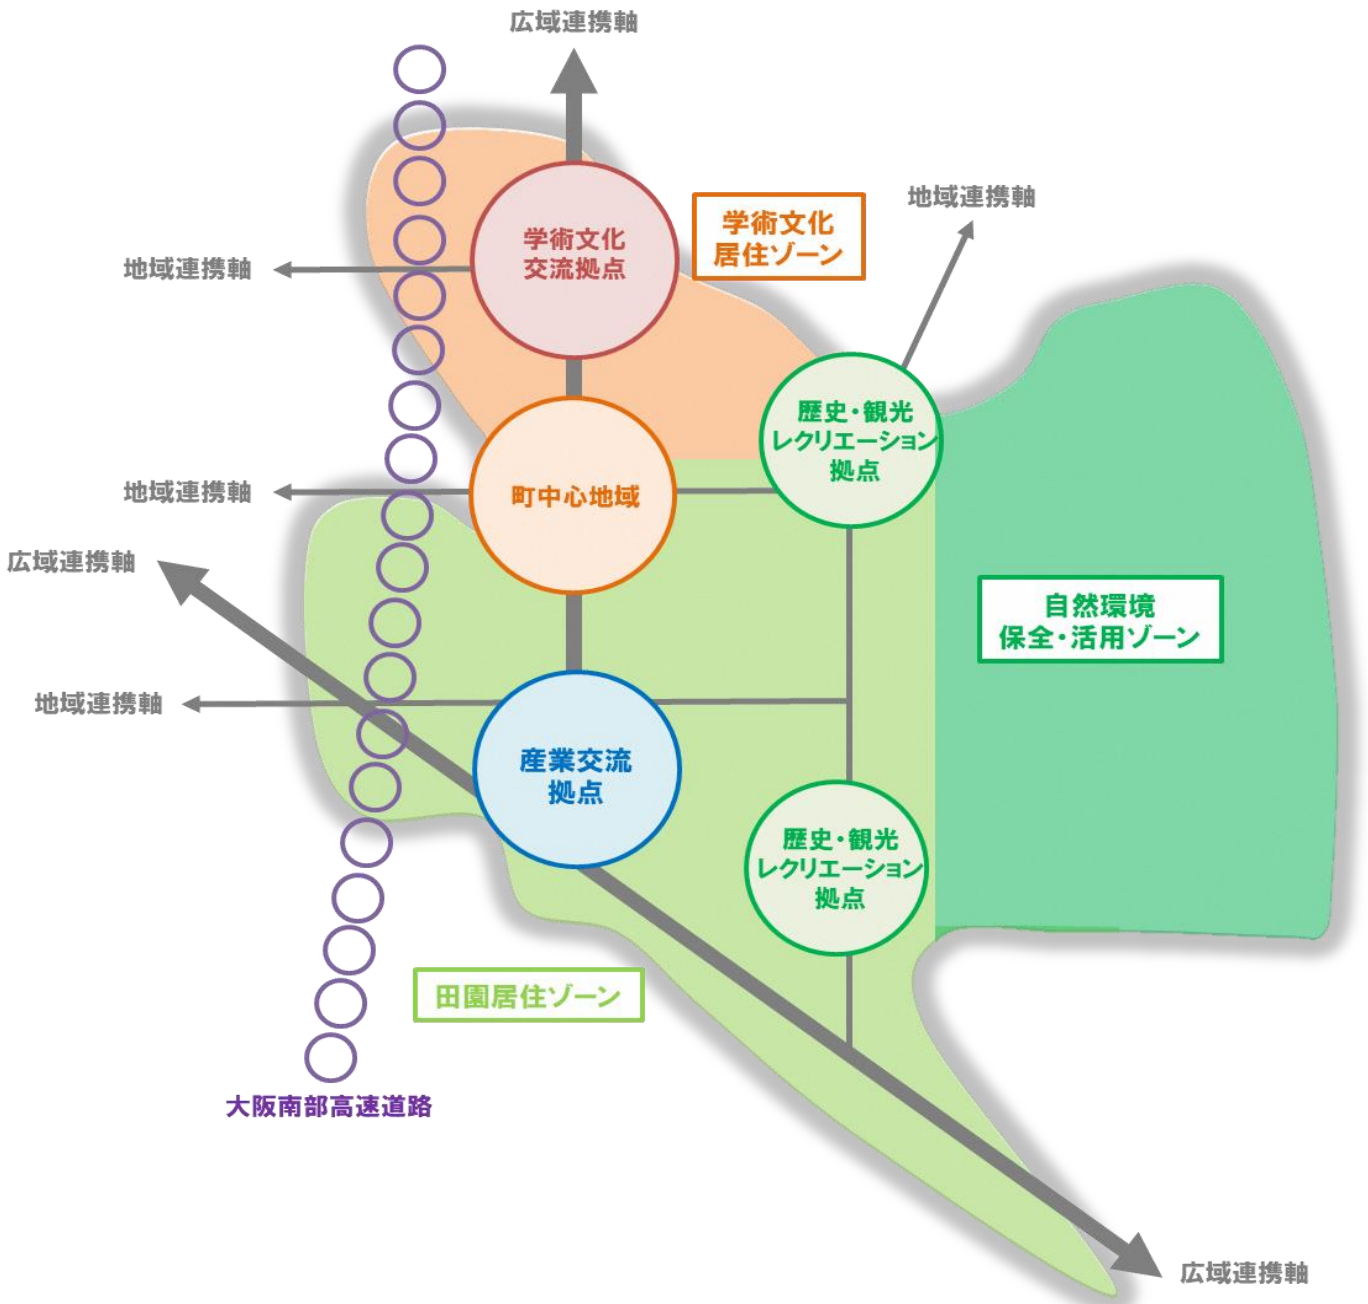 広域連携軸
学術文化
交流拠点
学術文化
居住ゾーン
地域連携軸
地域連携軸
歴史・観光
レクリエーション
拠点
地域連携軸
町中心地域
広域連携軸
自然環境
保全・活用ゾーン
地域連携軸
産業交流
拠点
歴史・観光
レクリエーション
拠点
田園居住ゾーン
大阪南部高速道路
広域連携軸